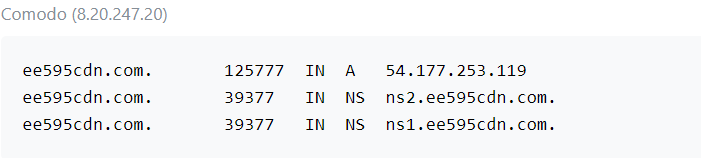 Comodo (8.20.247.20)
ee595cdn.com. 125777 IN A 54.177.253.119
ee595cdn.com. 39377 IN NS ns2.ee595cdn.com.
ee595cdn.com. 39377 IN NS ns1.ee595cdn.com.